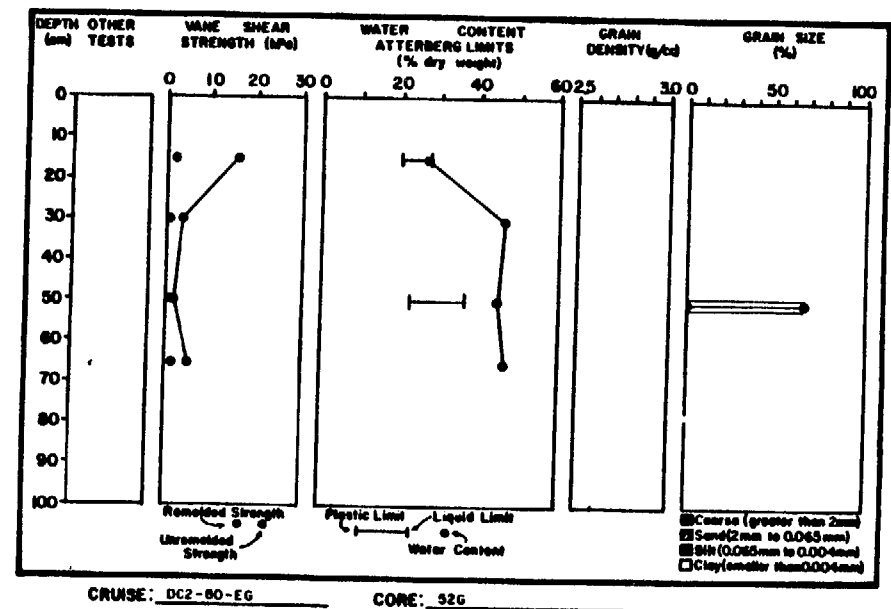 DEPTH OTHER VANE SHEAR WATER CONTENT GRAIN GRAIN SIZE
(cm) TESTS STRENGTH (kPa) ATTERBERG LIMITS DENSITY (g/cc) (%)
(% dry weight)
0 10 20 30 0 20 40 60 2.5 3.0 0 50 100
0
10
20
30
40
50
60
70
80
90
100
Remolded Strength
Unremolded
Strength
Plastic Limit Liquid Limit
Water Content
Coarse (greater than 2mm)
Sand (2mm to 0.065mm)
Silt (0.065mm to 0.004mm)
Clay (smaller than 0.004mm)
CRUISE: DC2-80-EG CORE: 52G